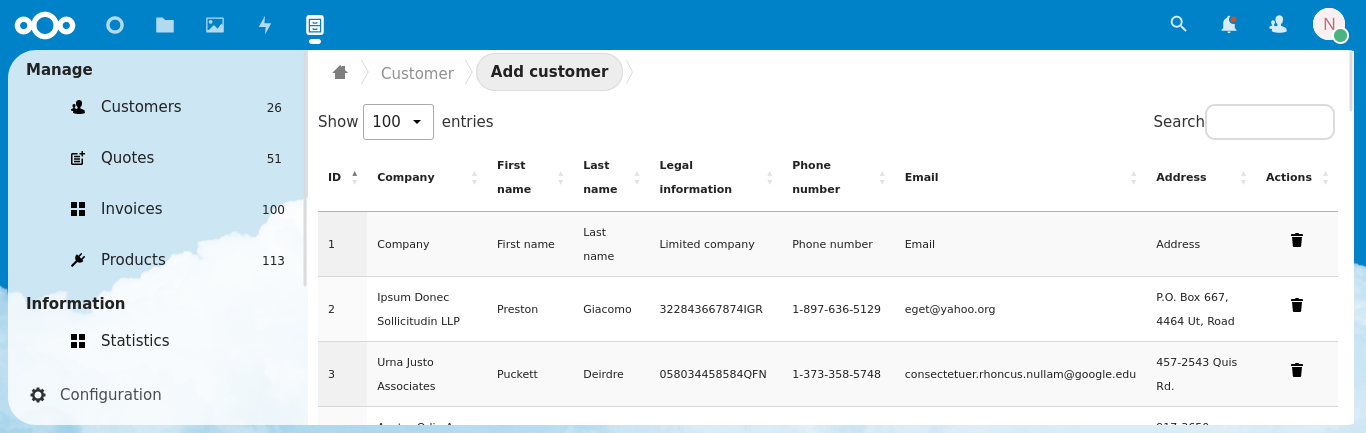 N
Manage
Customers 26
Quotes 51
Invoices 100
Products 113
Information
Statistics
Configuration
Customer Add customer
Show 100 entries Search
ID Company First name Last name Legal information Phone number Email Address Actions
1 Company First name Last name Limited company Phone number Email Address
2 Ipsum Donec Sollicitudin LLP Preston Giacomo 322843667874IGR 1-897-636-5129 eget@yahoo.org P.O. Box 667, 4464 Ut, Road
3 Urna Justo Associates Puckett Deirdre 058034458584QFN 1-373-358-5748 consectetuer.rhoncus.nullam@google.edu 457-2543 Quis Rd.